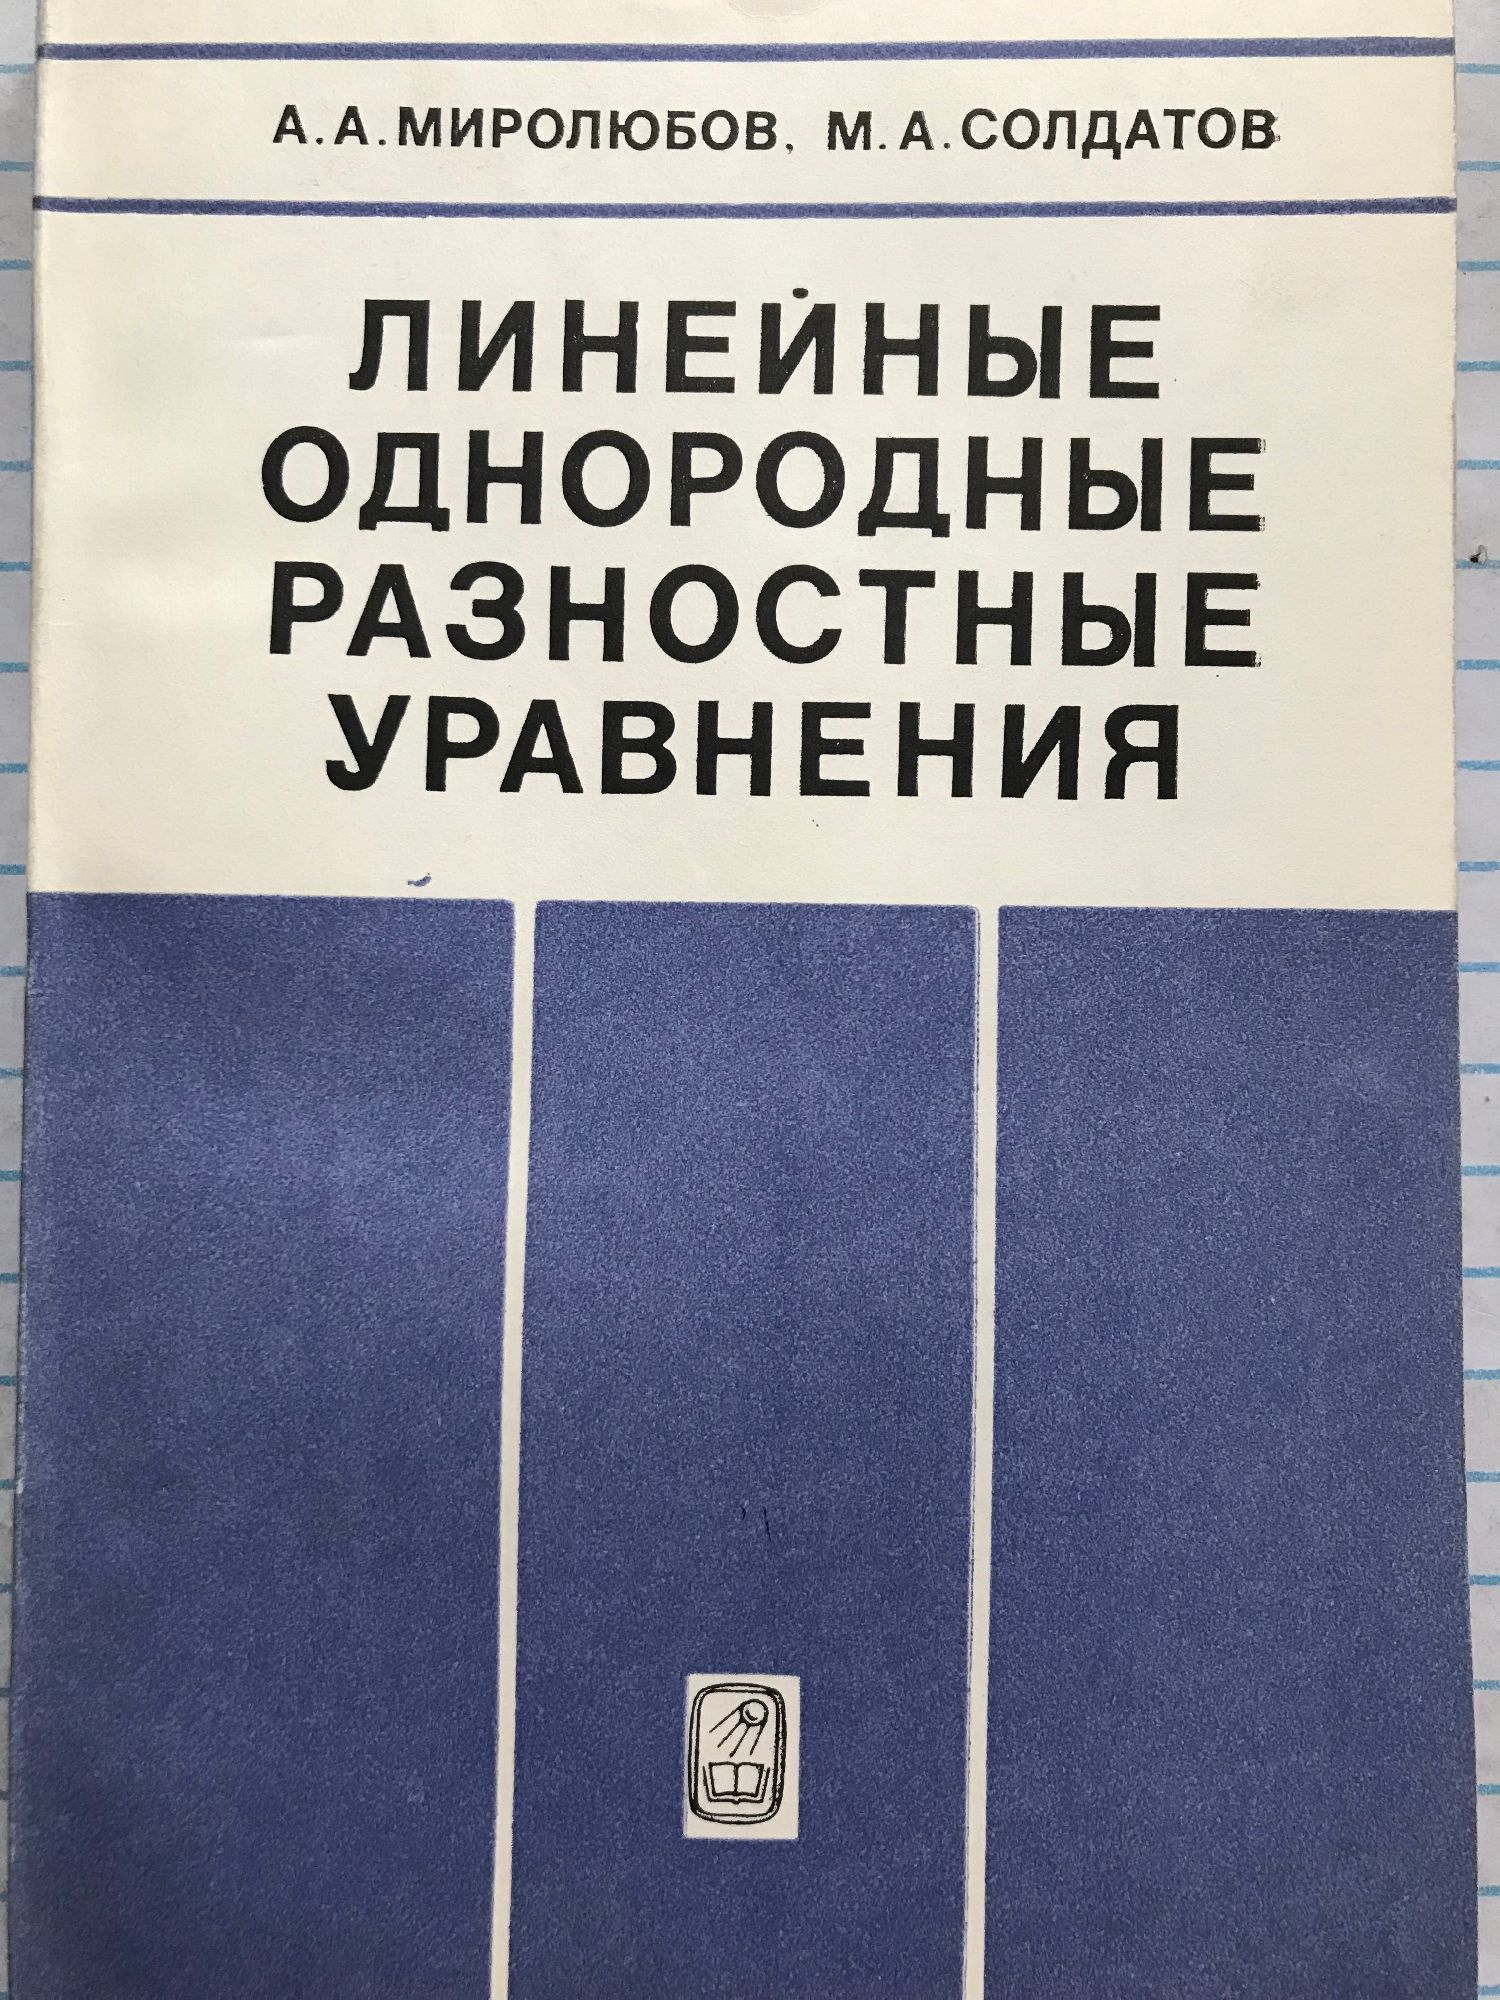 А. А. МИРОЛЮБОВ, М. А. СОЛДАТОВ
ЛИНЕЙНЫЕ
ОДНОРОДНЫЕ
РАЗНОСТНЫЕ
УРАВНЕНИЯ